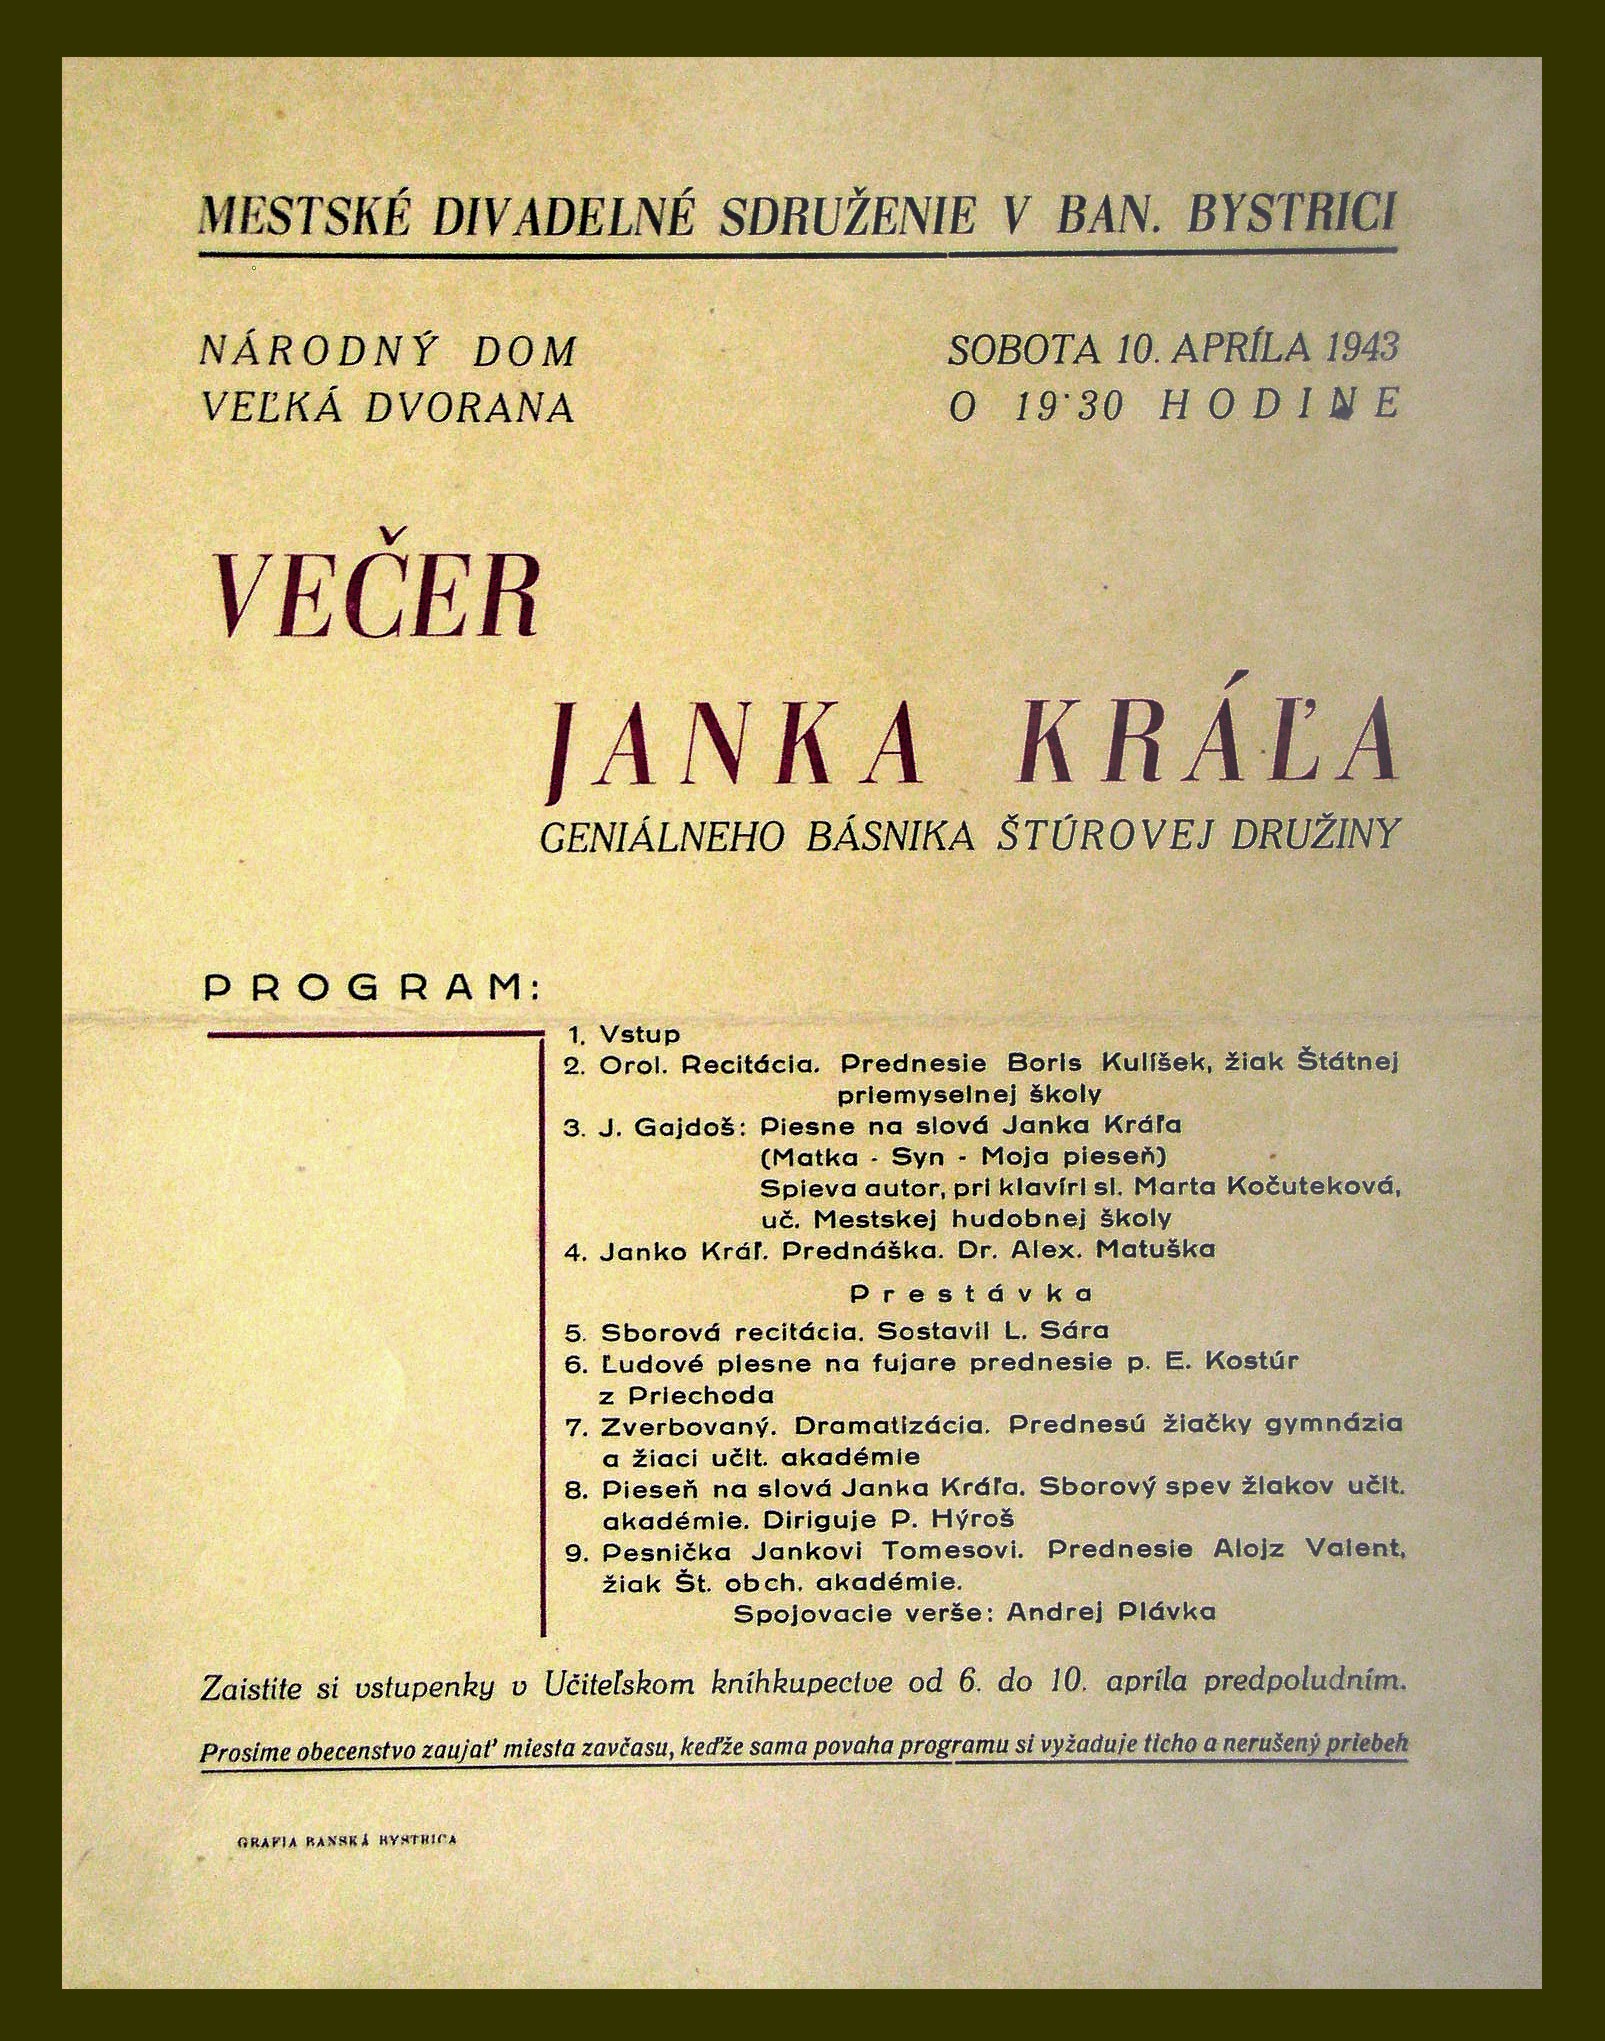 MESTSKÉ DIVADELNÉ SDRUŽENIE V BAN. BYSTRICI
NÁRODNÝ DOM
VEĽKÁ DVORANA
SOBOTA 10. APRÍLA 1943
O 19·30 HODINE
VEČER
JANKA KRÁĽA
GENIÁLNEHO BÁSNIKA ŠTÚROVEJ DRUŽINY
PROGRAM:
1. Vstup
2. Orol. Recitácia. Prednesie Boris Kulíšek, žiak Štátnej
priemyselnej školy
3. J. Gajdoš: Piesne na slová Janka Kráľa
(Matka - Syn - Moja pieseň)
Spieva autor, pri klavíri sl. Marta Kočuteková,
uč. Mestskej hudobnej školy
4. Janko Kráľ. Prednáška. Dr. Alex. Matuška
Prestávka
5. Sborová recitácia. Sostavil L. Sára
6. Ľudové piesne na fujare prednesie p. E. Kostúr
z Priechoda
7. Zverbovaný. Dramatizácia. Prednesú žiačky gymnázia
a žiaci učit. akadémie
8. Pieseň na slová Janka Kráľa. Sborový spev žiakov učit.
akadémie. Diriguje P. Hýroš
9. Pesnička Jankovi Tomesovi. Prednesie Alojz Valent,
žiak Št. obch. akadémie.
Spojovacie verše: Andrej Plávka
Zaistite si vstupenky v Učiteľskom kníhkupectve od 6. do 10. apríla predpoludním.
Prosíme obecenstvo zaujať miesta zavčasu, keďže sama povaha programu si vyžaduje ticho a nerušený priebeh
GRAFIA BANSKÁ BYSTRICA